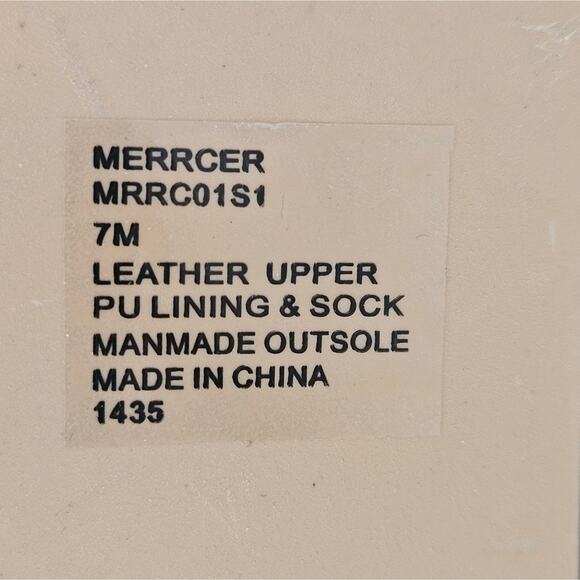 MERRCER
MRRC01S1
7M
LEATHER UPPER
PU LINING & SOCK
MANMADE OUTSOLE
MADE IN CHINA
1435